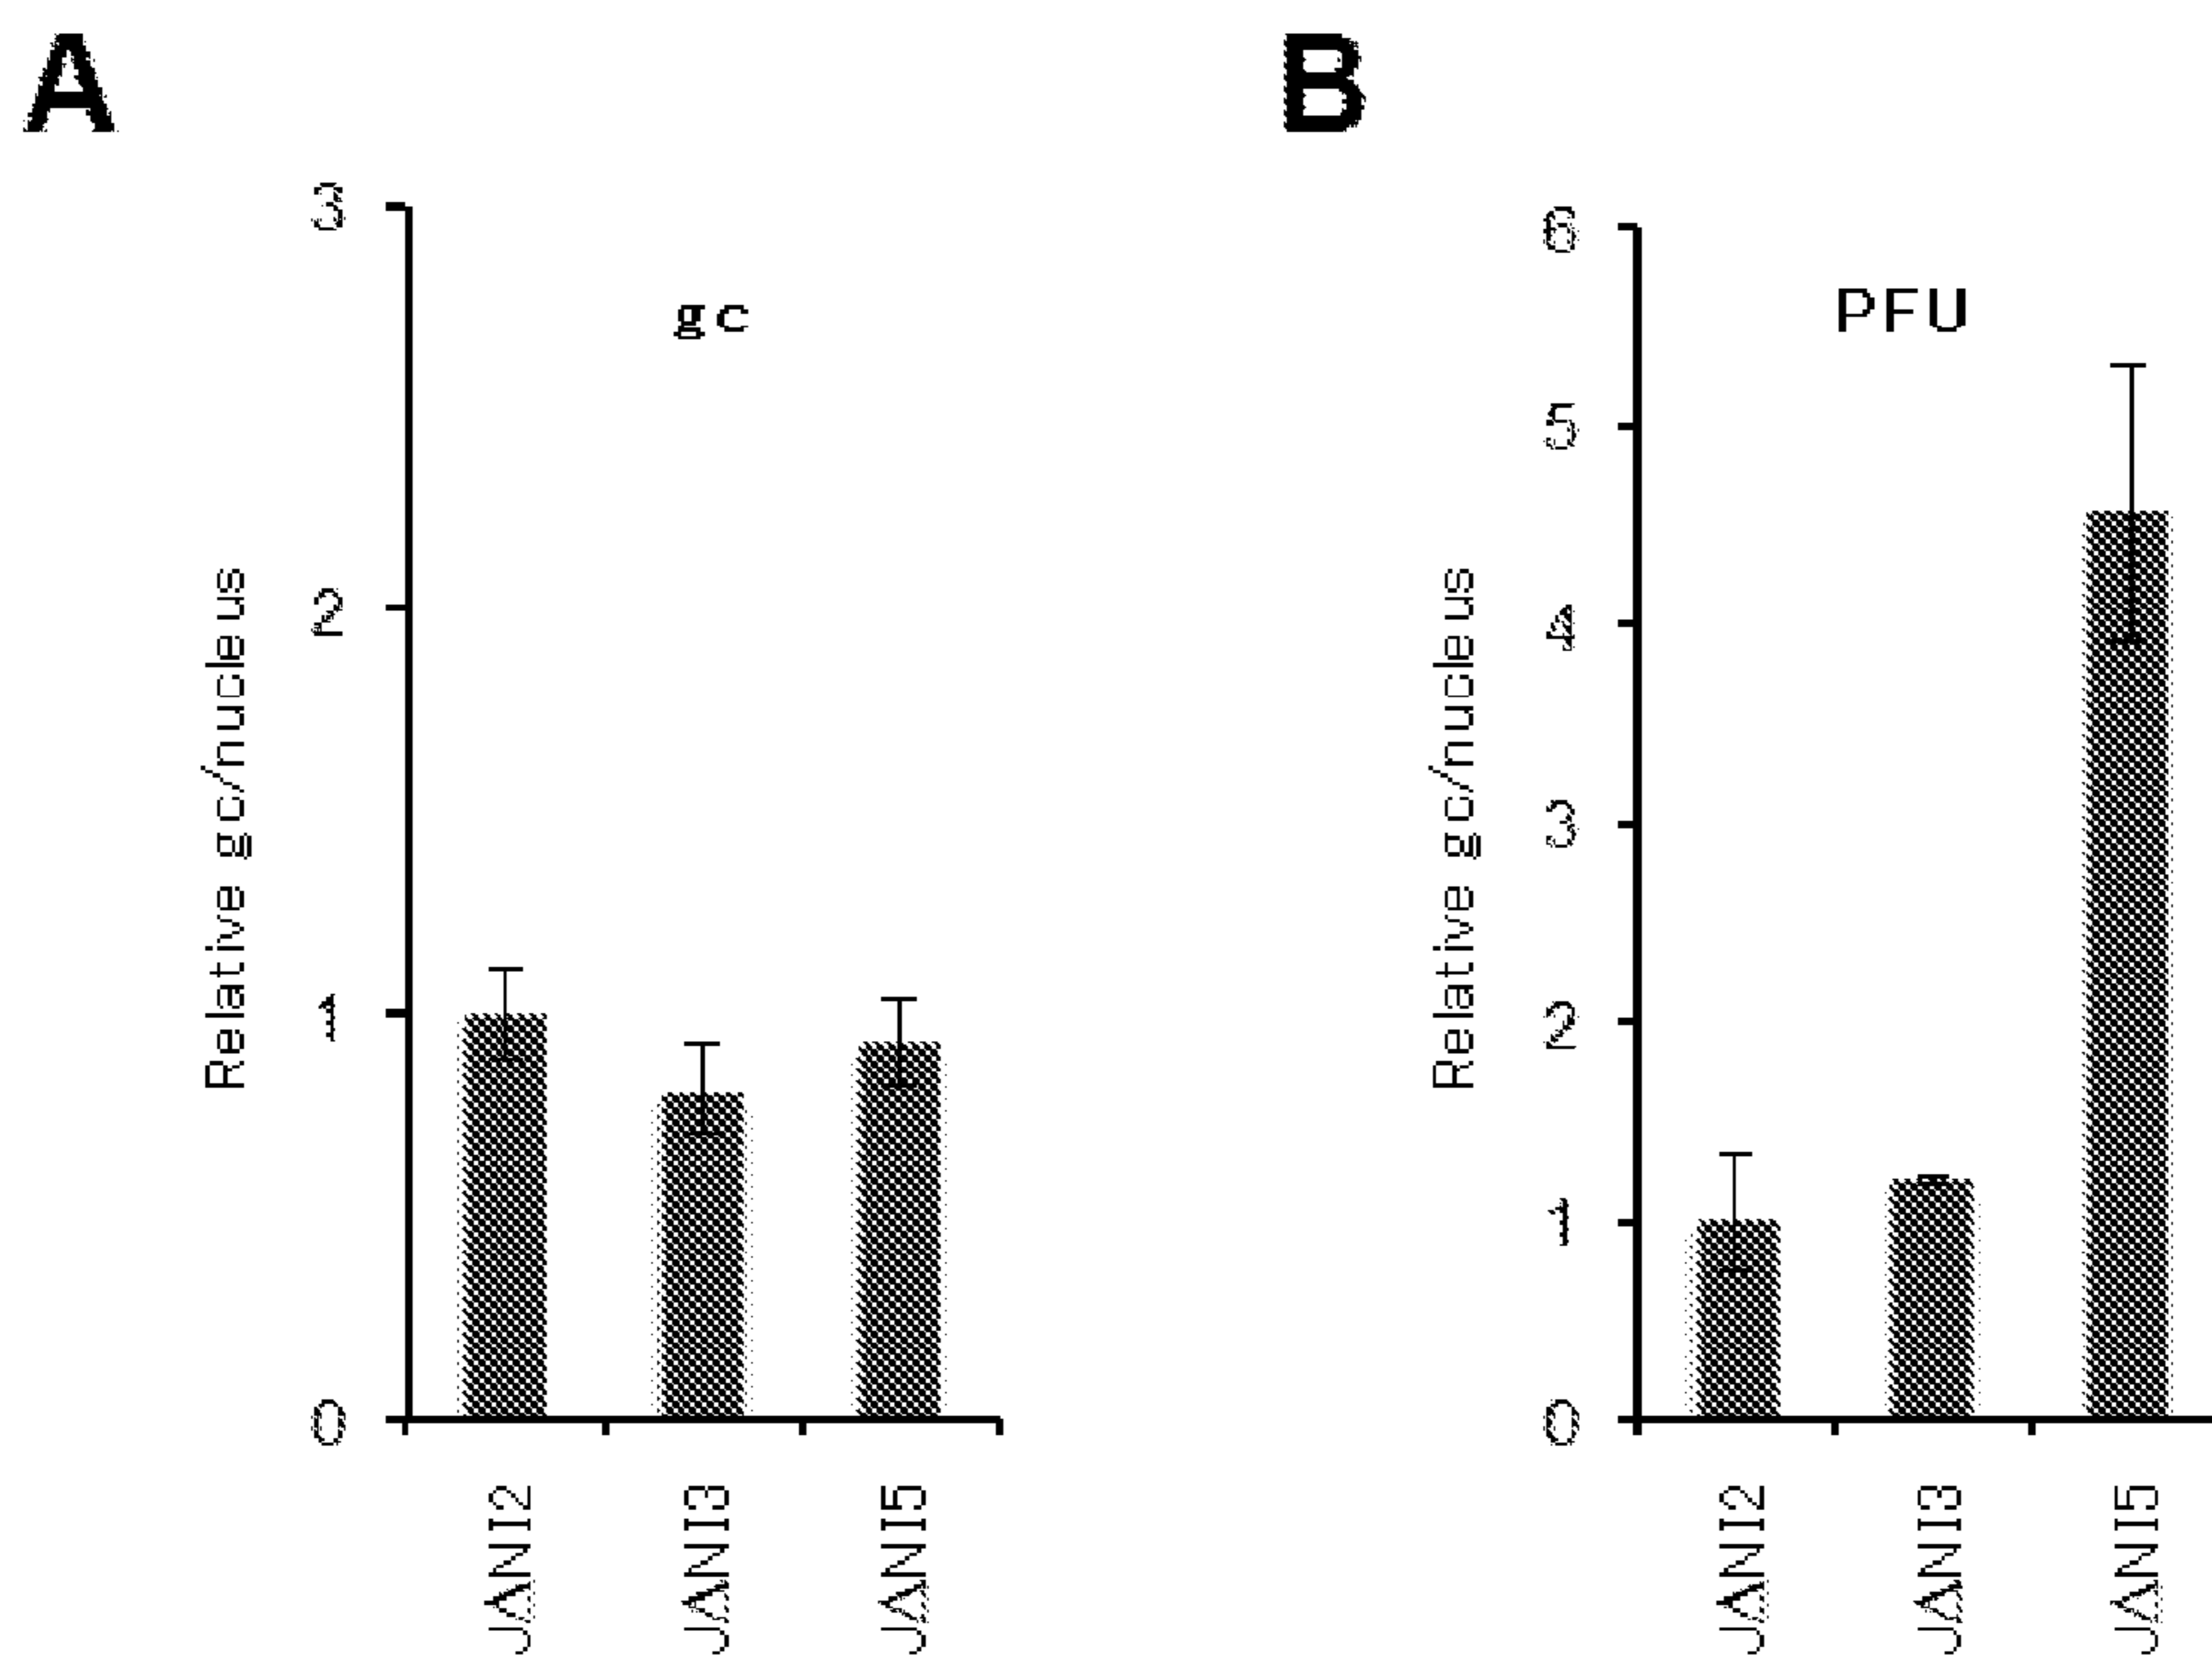 A
B
gc
PFU
3
2
1
0
Relative gc/nucleus
JANI2
JANI3
JANI5
6
5
4
3
2
1
0
Relative gc/nucleus
JANI2
JANI3
JANI5